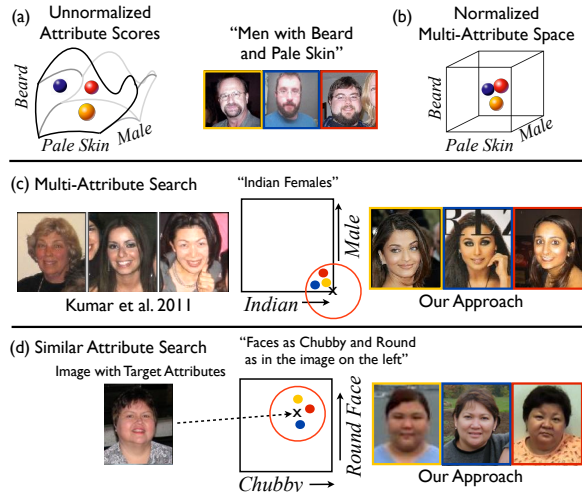 (a)
Unnormalized
Attribute Scores
Beard
Pale Skin
Male
"Men with Beard
and Pale Skin"
(b)
Normalized
Multi-Attribute Space
Beard
Pale Skin
Male
(c) Multi-Attribute Search
"Indian Females"
Male
Indian
Kumar et al. 2011
Our Approach
(d) Similar Attribute Search
Image with Target Attributes
"Faces as Chubby and Round
as in the image on the left"
Round Face
Chubby
Our Approach